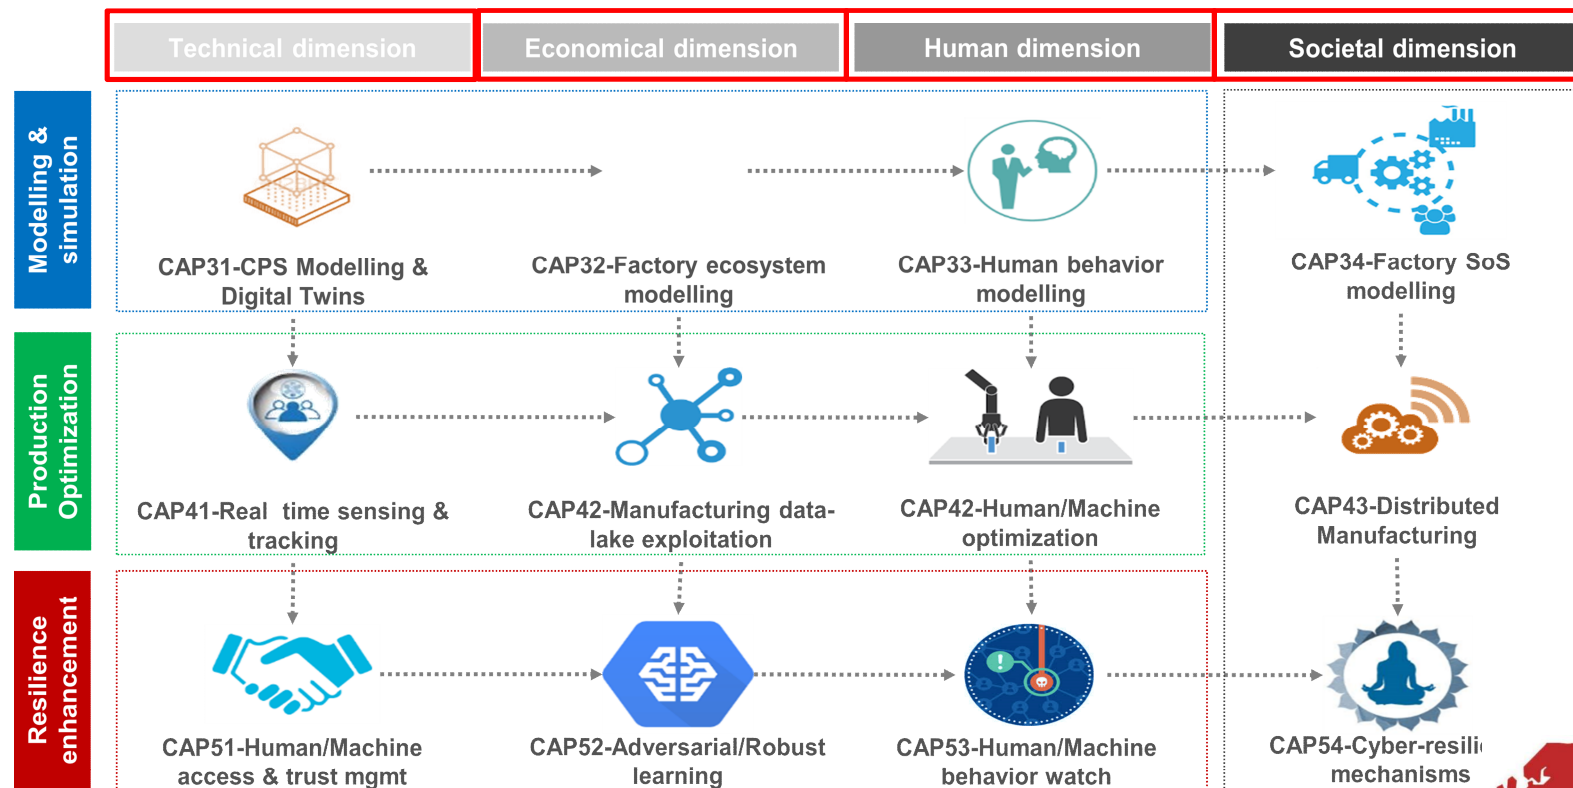 Technical dimension
Economical dimension
Human dimension
Societal dimension
Modelling &
simulation
CAP31-CPS Modelling &
Digital Twins
CAP32-Factory ecosystem
modelling
CAP33-Human behavior
modelling
CAP34-Factory SoS
modelling
Production
Optimization
CAP41-Real time sensing &
tracking
CAP42-Manufacturing data-
lake exploitation
CAP42-Human/Machine
optimization
CAP43-Distributed
Manufacturing
Resilience
enhancement
CAP51-Human/Machine
access & trust mgmt
CAP52-Adversarial/Robust
learning
CAP53-Human/Machine
behavior watch
CAP54-Cyber-resili
mechanisms